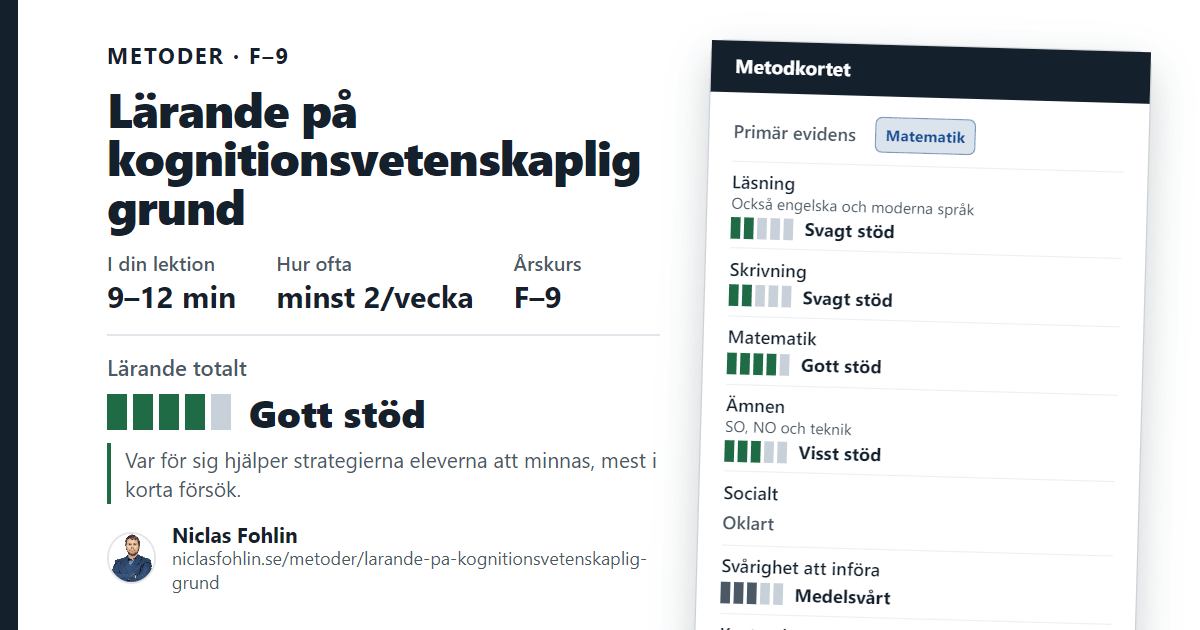 METODER · F–9
Lärande på
kognitionsvetenskaplig
grund
I din lektion
9–12 min
Hur ofta
minst 2/vecka
Årskurs
F–9
Lärande totalt
Gott stöd
Var för sig hjälper strategierna eleverna att minnas, mest i
korta försök.
Niclas Fohlin
niclasfohlin.se/metoder/larande-pa-kognitionsvetenskaplig-
grund
Metodkortet
Primär evidens
Matematik
Läsning
Också engelska och moderna språk
Svagt stöd
Skrivning
Svagt stöd
Matematik
Gott stöd
Ämnen
SO, NO och teknik
Visst stöd
Socialt
Oklart
Svårighet att införa
Medelsvårt